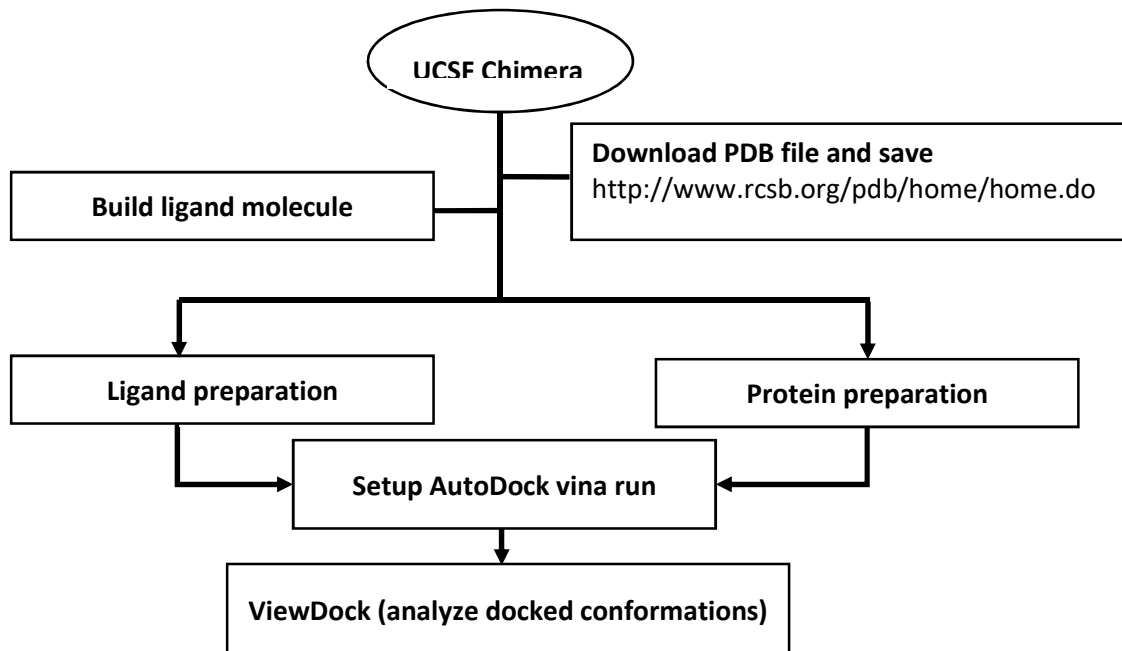 UCSF Chimera
Download PDB file and save
http://www.rcsb.org/pdb/home/home.do
Build ligand molecule
Ligand preparation
Protein preparation
Setup AutoDock vina run
ViewDock (analyze docked conformations)